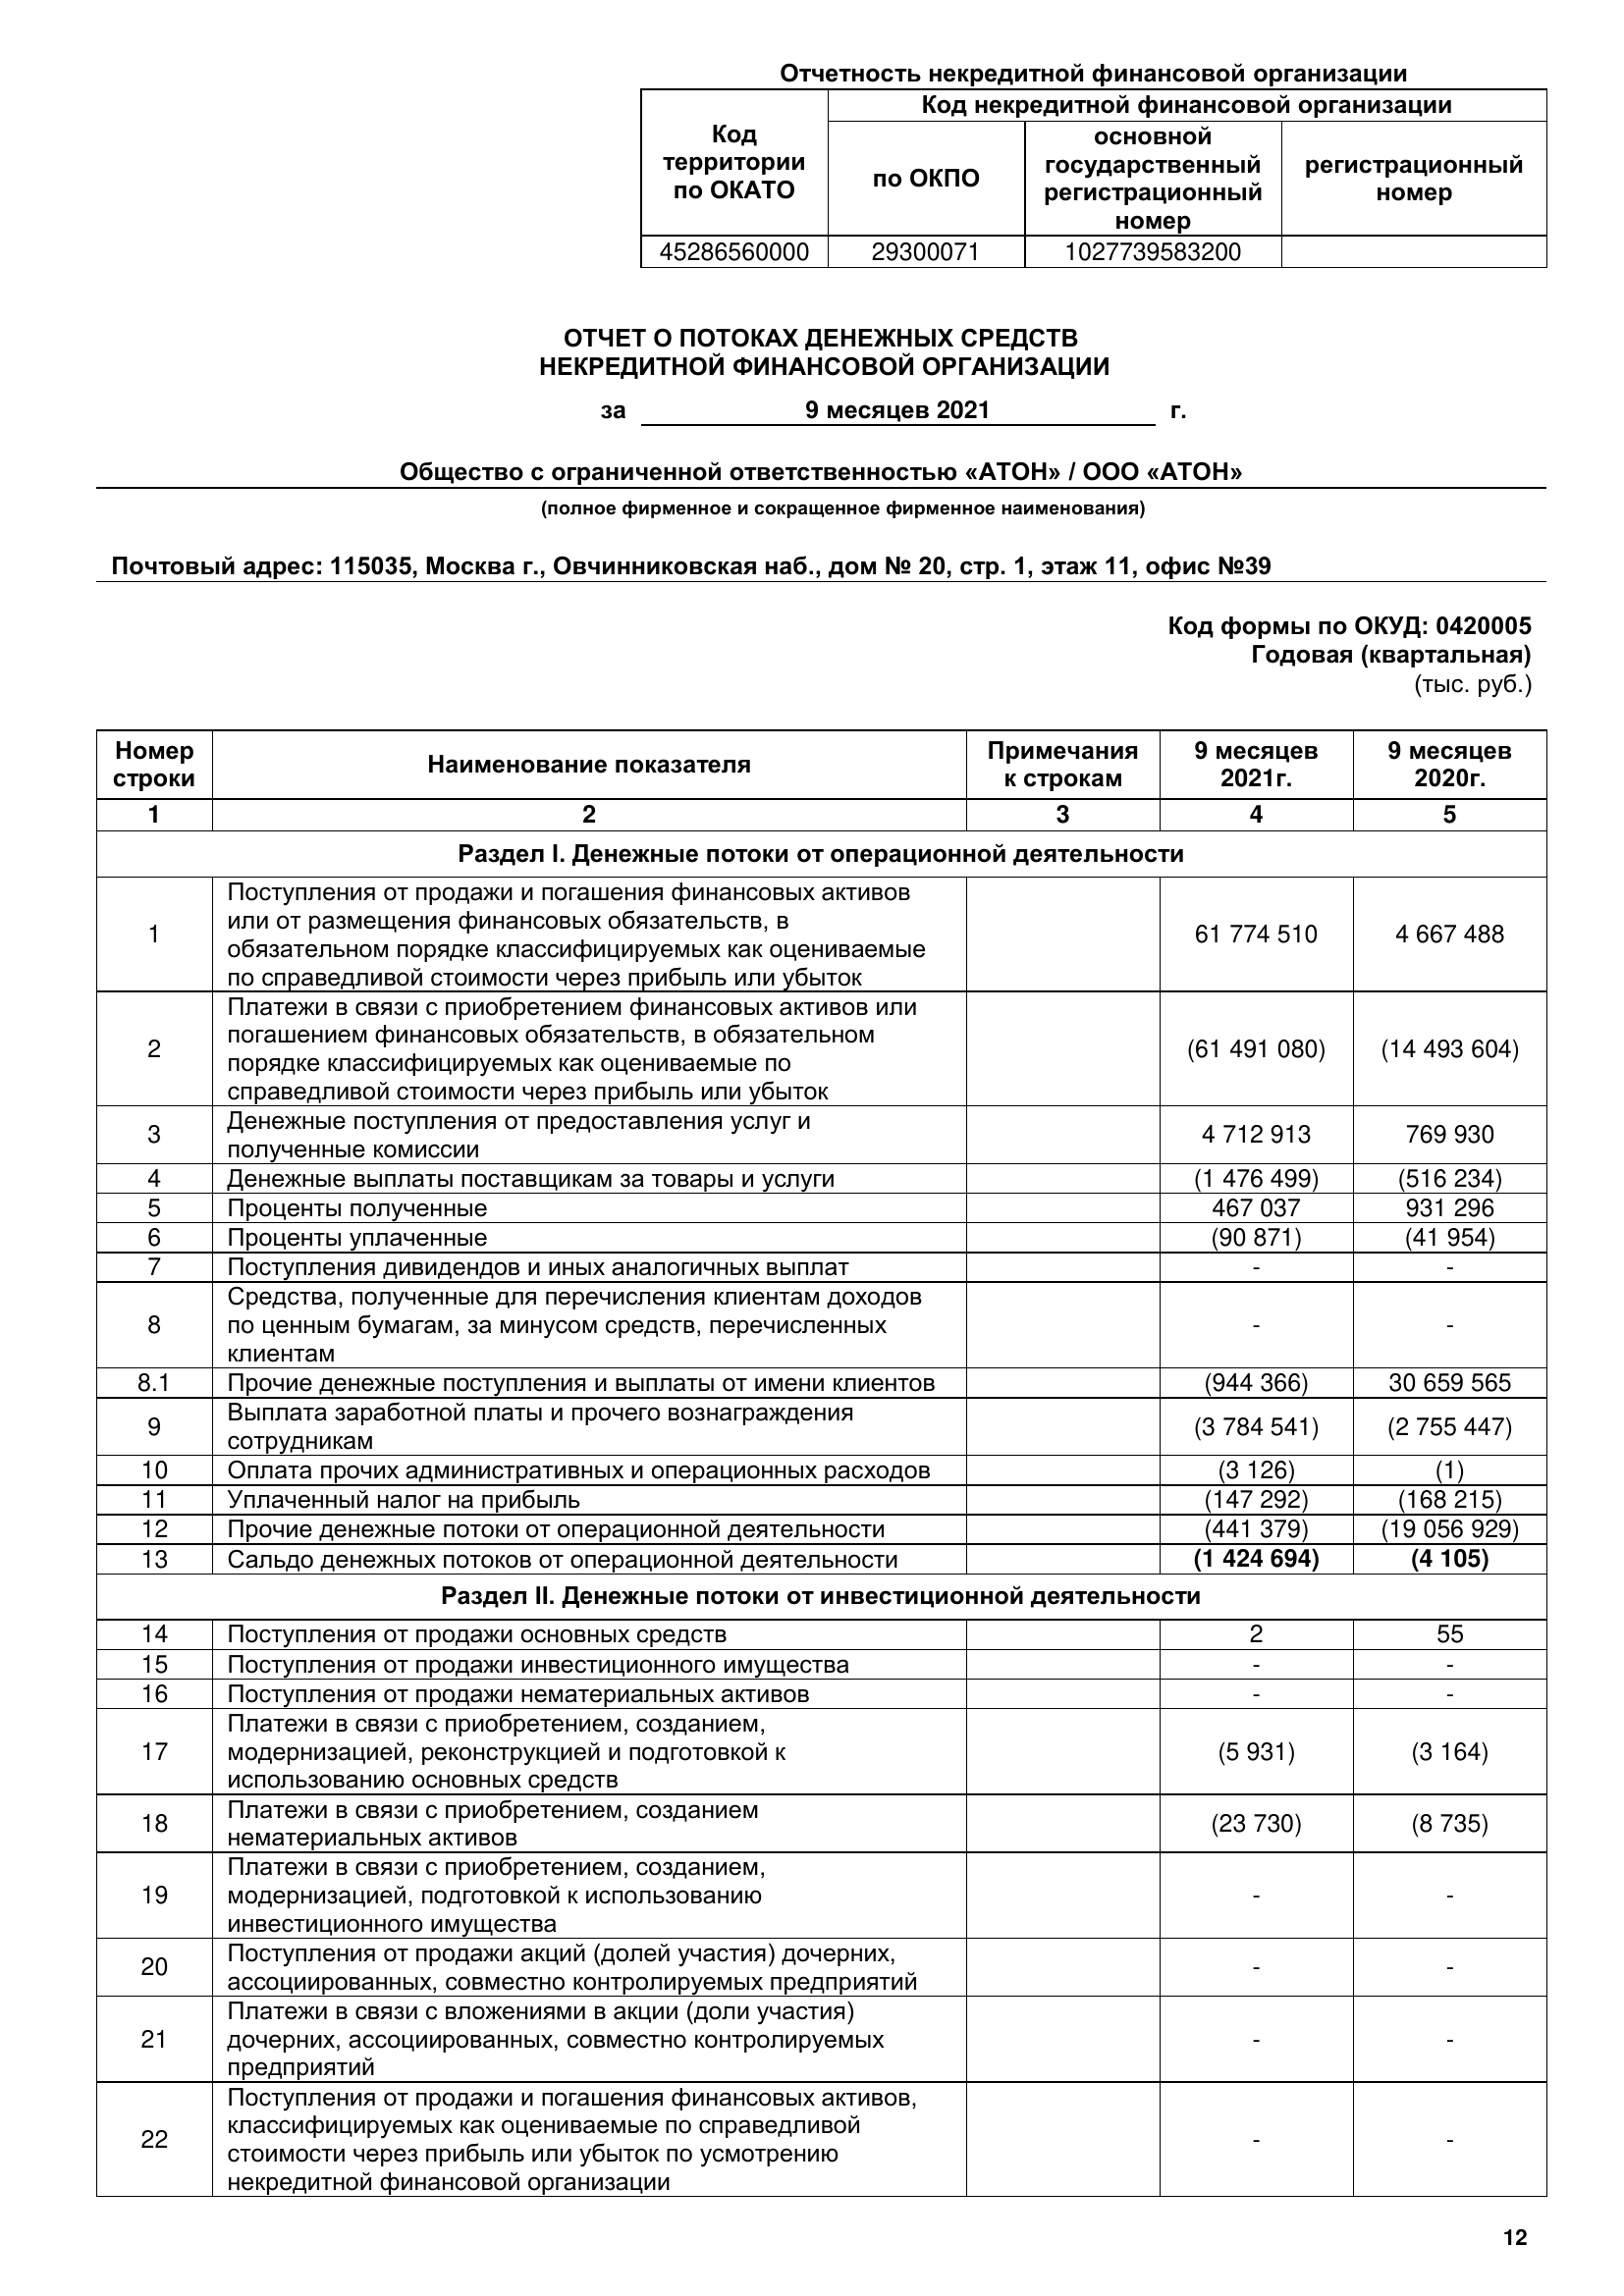 Отчетность некредитной финансовой организации
Код территории по ОКАТО
Код некредитной финансовой организации
по ОКПО
основной государственный регистрационный номер
регистрационный номер
45286560000 29300071 1027739583200
ОТЧЕТ О ПОТОКАХ ДЕНЕЖНЫХ СРЕДСТВ
НЕКРЕДИТНОЙ ФИНАНСОВОЙ ОРГАНИЗАЦИИ
за 9 месяцев 2021 г.
Общество с ограниченной ответственностью «АТОН» / ООО «АТОН»
(полное фирменное и сокращенное фирменное наименования)
Почтовый адрес: 115035, Москва г., Овчинниковская наб., дом № 20, стр. 1, этаж 11, офис №39
Код формы по ОКУД: 0420005
Годовая (квартальная)
(тыс. руб.)
Номер строки Наименование показателя Примечания к строкам 9 месяцев 2021г. 9 месяцев 2020г.
1 2 3 4 5
Раздел I. Денежные потоки от операционной деятельности
1 Поступления от продажи и погашения финансовых активов
или от размещения финансовых обязательств, в
обязательном порядке классифицируемых как оцениваемые
по справедливой стоимости через прибыль или убыток 61 774 510 4 667 488
2 Платежи в связи с приобретением финансовых активов или
погашением финансовых обязательств, в обязательном
порядке классифицируемых как оцениваемые по
справедливой стоимости через прибыль или убыток (61 491 080) (14 493 604)
3 Денежные поступления от предоставления услуг и
полученные комиссии 4 712 913 769 930
4 Денежные выплаты поставщикам за товары и услуги (1 476 499) (516 234)
5 Проценты полученные 467 037 931 296
6 Проценты уплаченные (90 871) (41 954)
7 Поступления дивидендов и иных аналогичных выплат - -
8 Средства, полученные для перечисления клиентам доходов
по ценным бумагам, за минусом средств, перечисленных
клиентам - -
8.1 Прочие денежные поступления и выплаты от имени клиентов (944 366) 30 659 565
9 Выплата заработной платы и прочего вознаграждения
сотрудникам (3 784 541) (2 755 447)
10 Оплата прочих административных и операционных расходов (3 126) (1)
11 Уплаченный налог на прибыль (147 292) (168 215)
12 Прочие денежные потоки от операционной деятельности (441 379) (19 056 929)
13 Сальдо денежных потоков от операционной деятельности (1 424 694) (4 105)
Раздел II. Денежные потоки от инвестиционной деятельности
14 Поступления от продажи основных средств 2 55
15 Поступления от продажи инвестиционного имущества - -
16 Поступления от продажи нематериальных активов - -
17 Платежи в связи с приобретением, созданием,
модернизацией, реконструкцией и подготовкой к
использованию основных средств (5 931) (3 164)
18 Платежи в связи с приобретением, созданием
нематериальных активов (23 730) (8 735)
19 Платежи в связи с приобретением, созданием,
модернизацией, подготовкой к использованию
инвестиционного имущества - -
20 Поступления от продажи акций (долей участия) дочерних,
ассоциированных, совместно контролируемых предприятий - -
21 Платежи в связи с вложениями в акции (доли участия)
дочерних, ассоциированных, совместно контролируемых
предприятий - -
22 Поступления от продажи и погашения финансовых активов,
классифицируемых как оцениваемые по справедливой
стоимости через прибыль или убыток по усмотрению
некредитной финансовой организации - -
12